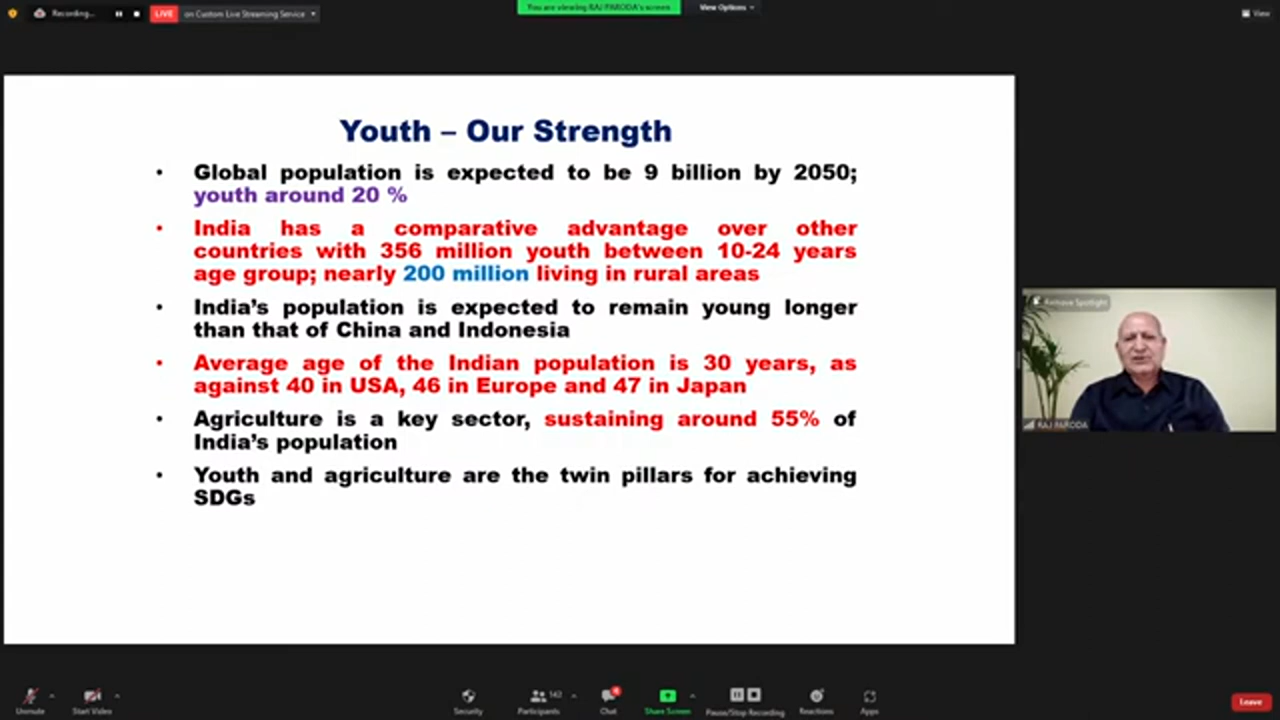 Recording...
LIVE on Custom Live Streaming Service
You are viewing RAJ PARODA's screen
View Options
View
Youth – Our Strength
• Global population is expected to be 9 billion by 2050;
youth around 20 %
• India has a comparative advantage over other
countries with 356 million youth between 10-24 years
age group; nearly 200 million living in rural areas
• India's population is expected to remain young longer
than that of China and Indonesia
• Average age of the Indian population is 30 years, as
against 40 in USA, 46 in Europe and 47 in Japan
• Agriculture is a key sector, sustaining around 55% of
India's population
• Youth and agriculture are the twin pillars for achieving
SDGs
Remove Spotlight
RAJ PARODA
Unmute
Start Video
Security
Participants
142
Chat
Share Screen
Pause/Stop Recording
Reactions
Apps
Leave